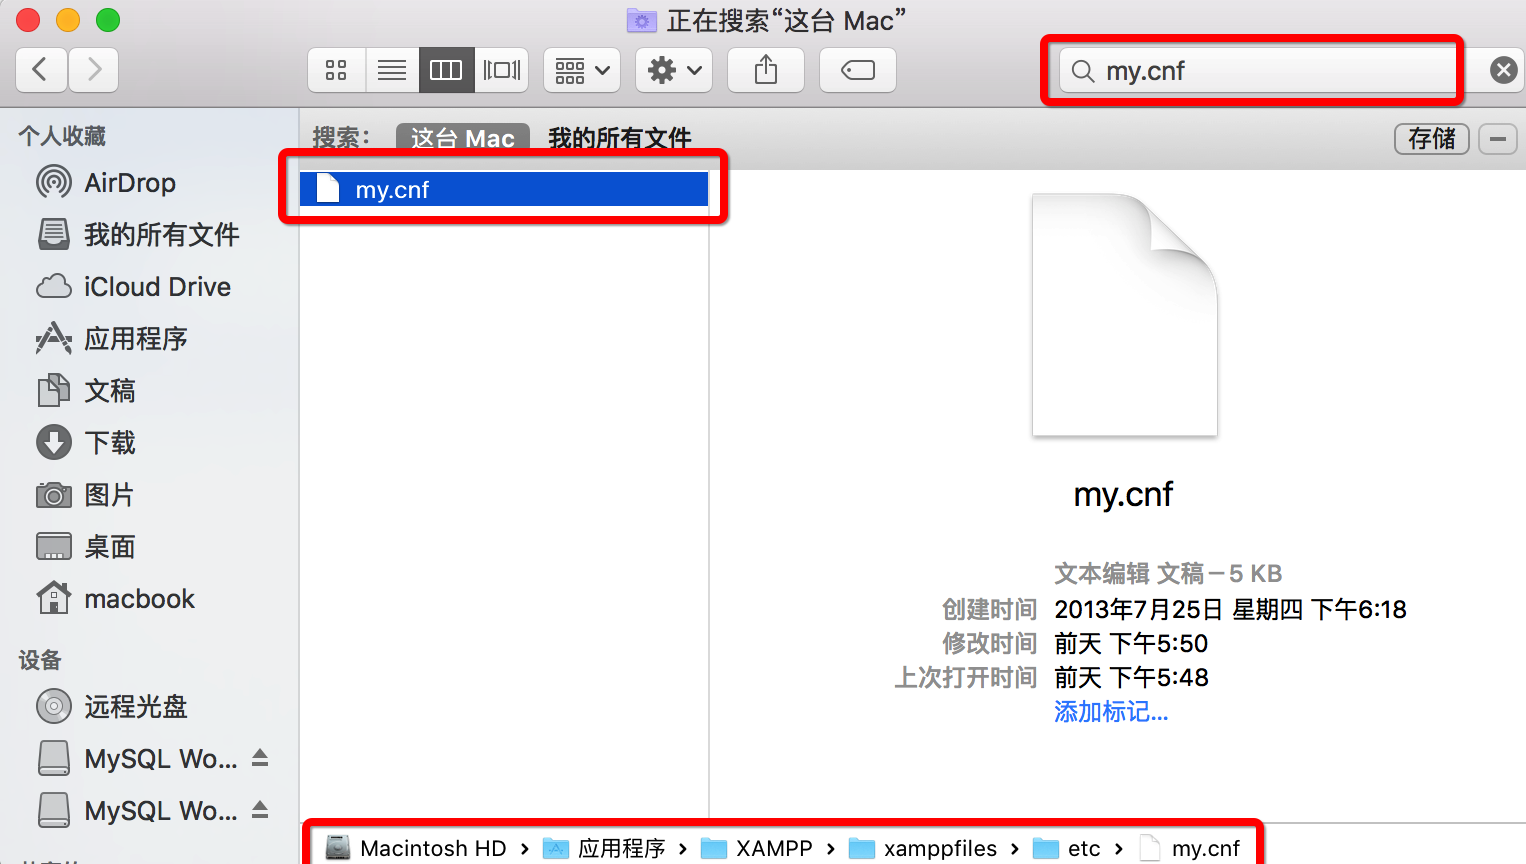 正在搜索“这台 Mac”
my.cnf
个人收藏
AirDrop
我的所有文件
iCloud Drive
应用程序
文稿
下载
图片
桌面
macbook
设备
远程光盘
MySQL Wo...
MySQL Wo...
搜索：
这台 Mac
我的所有文件
存储
my.cnf
my.cnf
文本编辑 文稿 – 5 KB
创建时间 2013年7月25日 星期四 下午6:18
修改时间 前天 下午5:50
上次打开时间 前天 下午5:48
添加标记...
Macintosh HD › 应用程序 › XAMPP › xamppfiles › etc › my.cnf